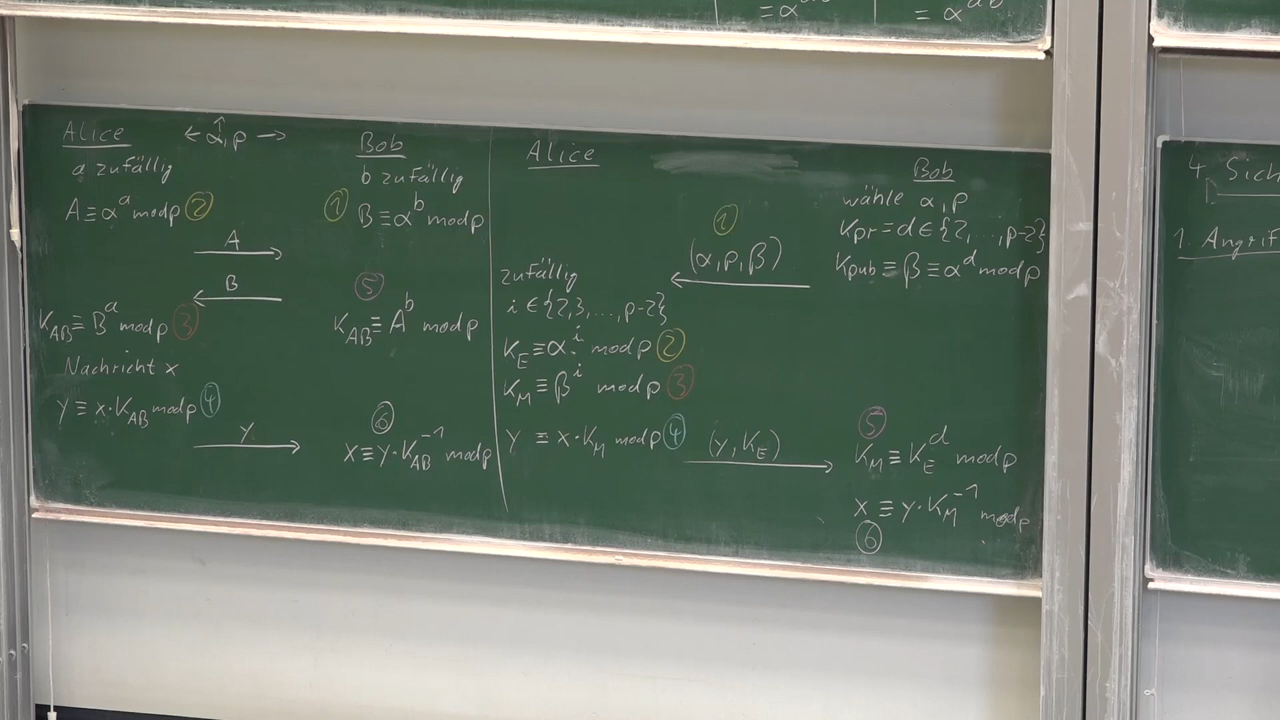 ≡α^ab
= α^ab
Alice
← α, p →
a zufällig
A≡α^a mod p ②
Bob
b zufällig
① B≡α^b mod p
A
B
K_AB≡B^a mod p ③
⑤
K_AB≡A^b mod p
Nachricht x
y≡x·K_AB mod p ④
y
⑥
x≡y·K_AB^-1 mod p
Alice
Bob
wähle α, p
K_pr=d∈{2,...,p-2}
K_pub≡β≡α^d mod p
①
(α,p,β)
zufällig
i∈{2,3,...,p-2}
K_E≡α^i mod p ②
K_M≡β^i mod p ③
y≡x·K_M mod p ④
(y,K_E)
⑤
K_M≡K_E^d mod p
x≡y·K_M^-1 mod p
⑥
4. Sich
1. Angrif